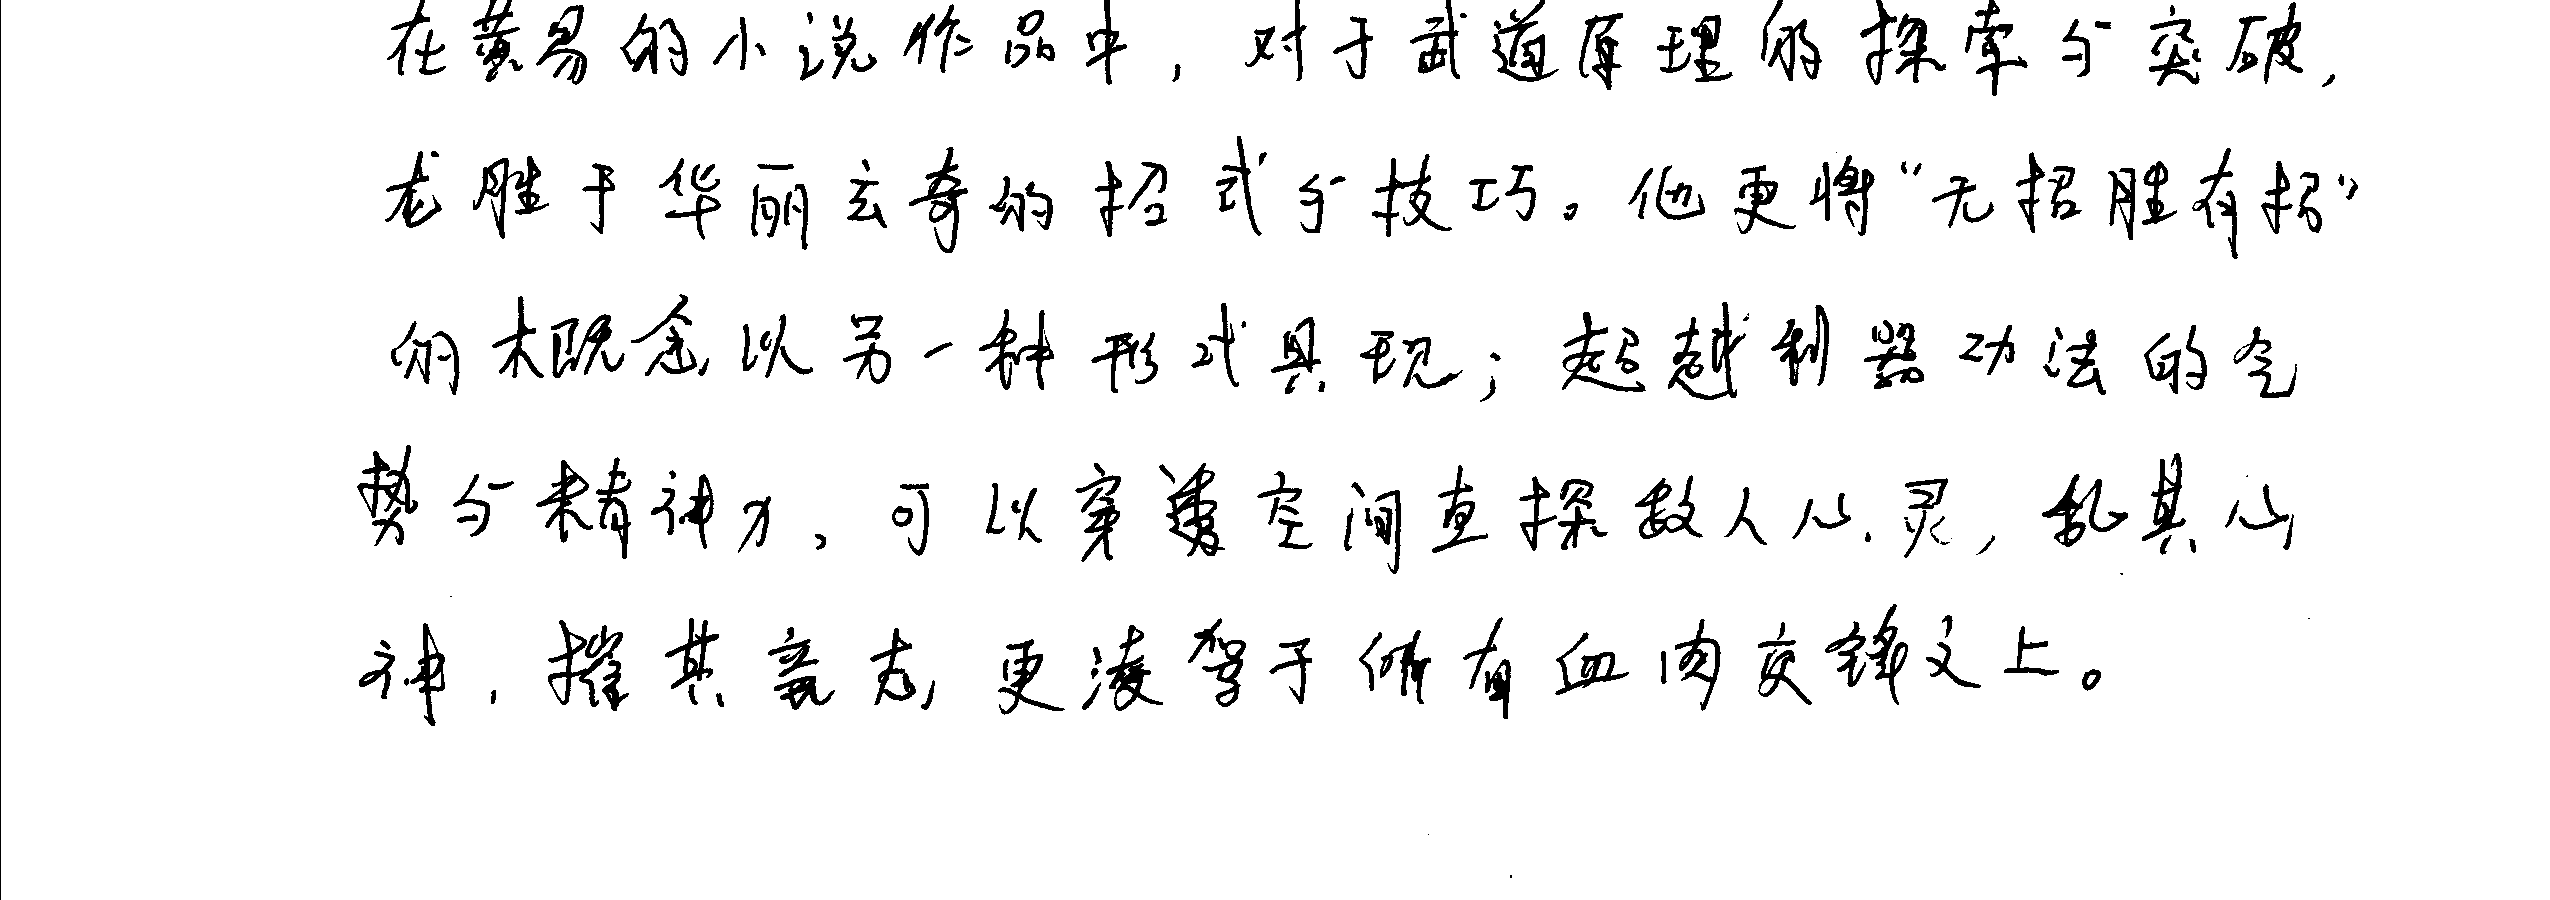 在黄易的小说作品中，对于武道原理的探索与突破，
尤胜于华丽玄奇的招式与技巧。他更将“无招胜有招”
的概念以另一种形式具现；超越利器功法的气
势与精神力，可以穿透空间直探敌人心灵，乱其心
神，摧其意志，更凌驾于所有血肉交锋之上。